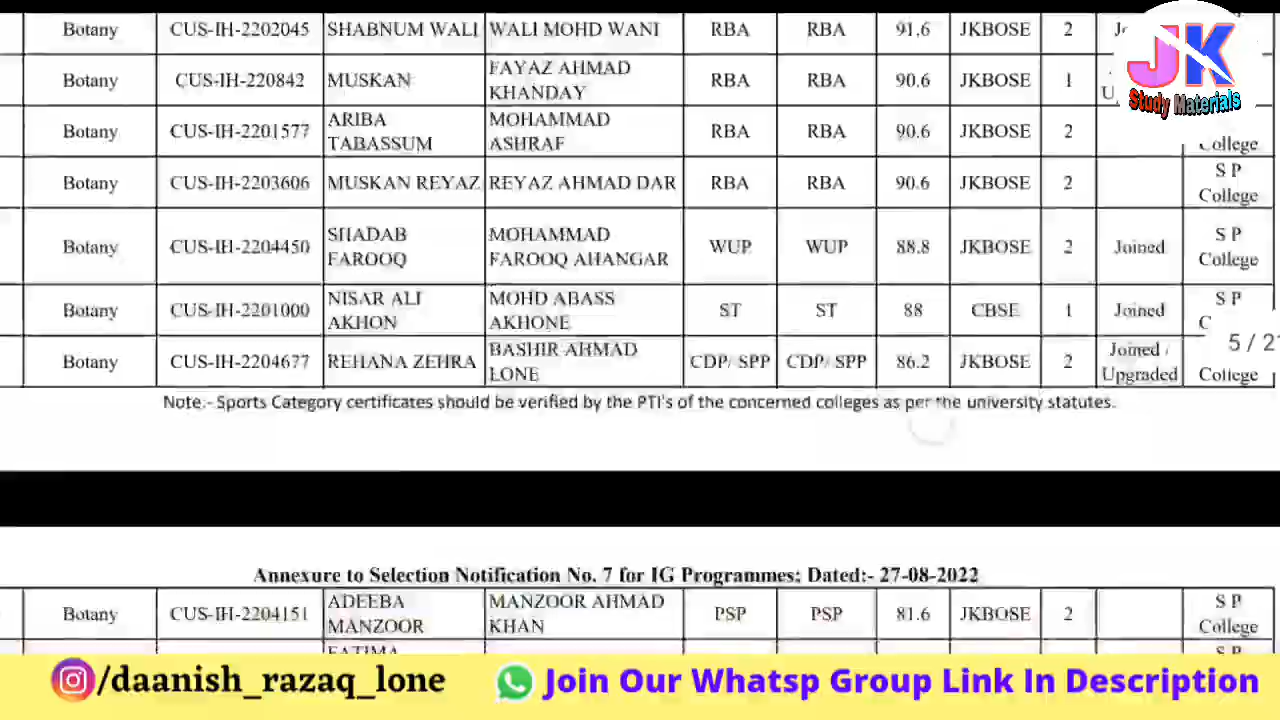 Botany CUS-IH-2202045 SHABNUM WALI WALI MOHD WANI RBA RBA 91.6 JKBOSE 2
Botany CUS-IH-220842 MUSKAN FAYAZ AHMAD KHANDAY RBA RBA 90.6 JKBOSE 1
Botany CUS-IH-2201577 ARIBA TABASSUM MOHAMMAD ASHRAF RBA RBA 90.6 JKBOSE 2 College
Botany CUS-IH-2203606 MUSKAN REYAZ REYAZ AHMAD DAR RBA RBA 90.6 JKBOSE 2 S P College
Botany CUS-IH-2204450 SHADAB FAROOQ MOHAMMAD FAROOQ AHANGAR WUP WUP 88.8 JKBOSE 2 Joined S P College
Botany CUS-IH-2201000 NISAR ALI AKHON MOHD ABASS AKHONE ST ST 88 CBSE 1 Joined S P
Botany CUS-IH-2204677 REHANA ZEHRA BASHIR AHMAD LONE CDP/ SPP CDP/ SPP 86.2 JKBOSE 2 Joined / Upgraded College
5 / 21
Note.- Sports Category certificates should be verified by the PTI's of the concerned colleges as per the university statutes.
Annexure to Selection Notification No. 7 for IG Programmes; Dated:- 27-08-2022
Botany CUS-IH-2204151 ADEEBA MANZOOR MANZOOR AHMAD KHAN PSP PSP 81.6 JKBOSE 2 S P College
FATIMA S P
JK
Study Materials
/daanish_razaq_lone Join Our Whatsp Group Link In Description